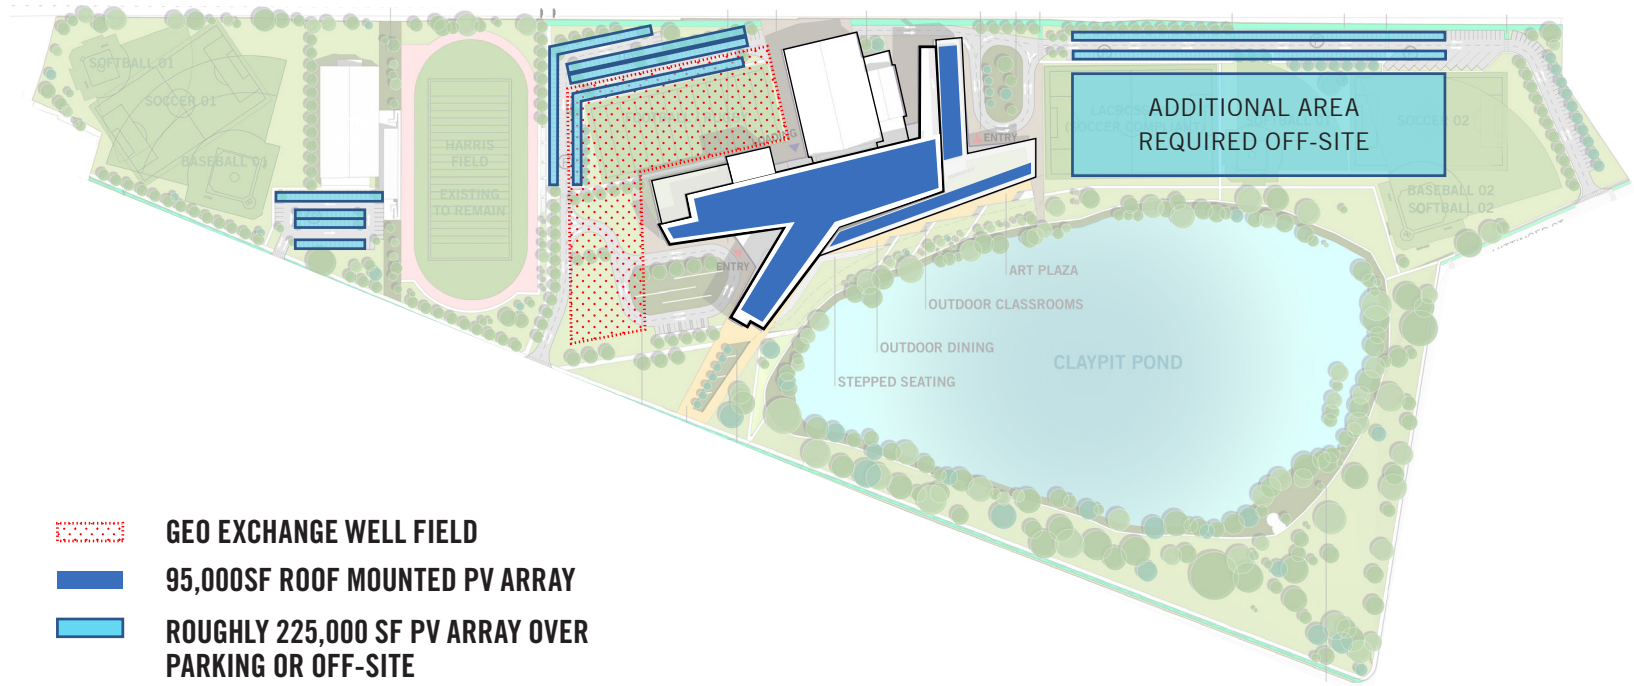 SOFTBALL 01
SOCCER 01
BASEBALL 01
HARRIS
FIELD
EXISTING
TO REMAIN
LOADING
ENTRY
ENTRY
LACROSSE
ADDITIONAL AREA
REQUIRED OFF-SITE
SOCCER 02
BASEBALL 02
SOFTBALL 02
ART PLAZA
OUTDOOR CLASSROOMS
OUTDOOR DINING
STEPPED SEATING
CLAYPIT POND
GEO EXCHANGE WELL FIELD
95,000SF ROOF MOUNTED PV ARRAY
ROUGHLY 225,000 SF PV ARRAY OVER
PARKING OR OFF-SITE